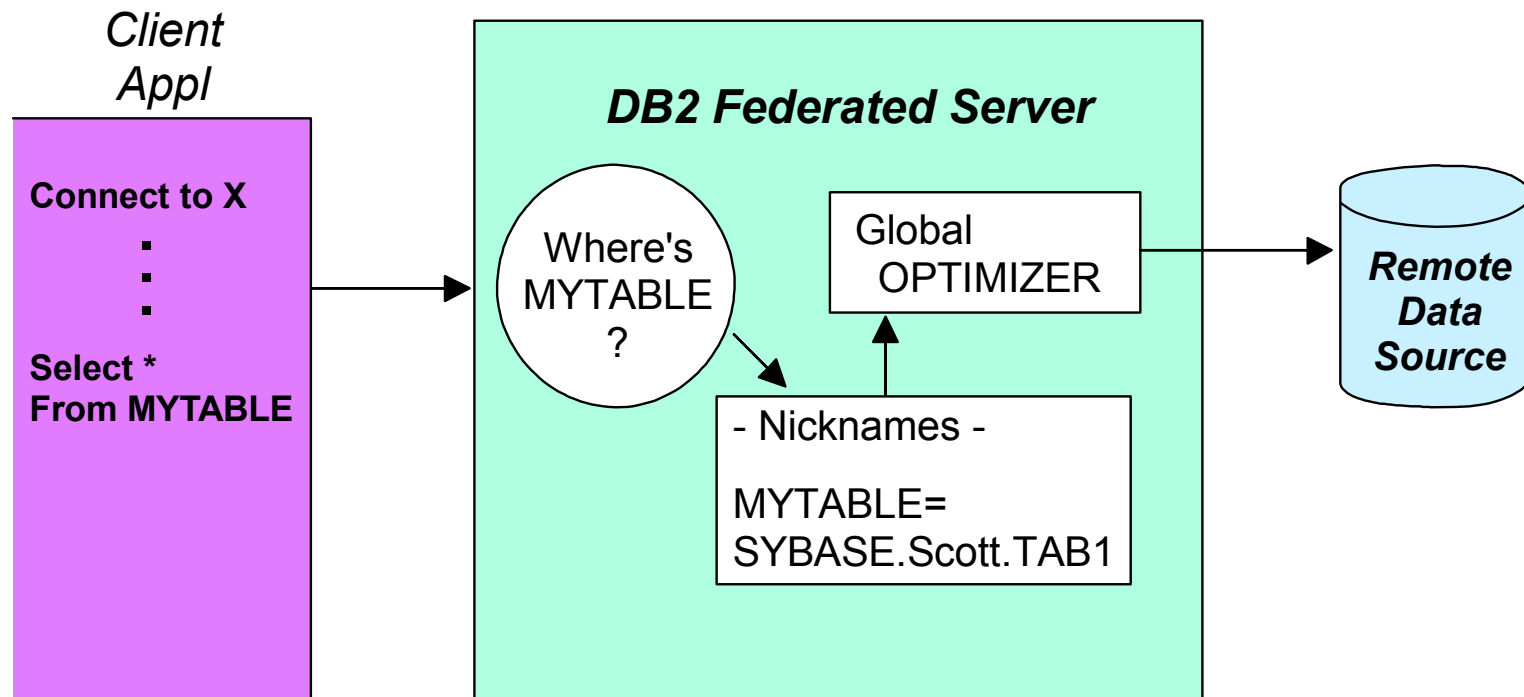 Client
Appl
Connect to X
Select *
From MYTABLE
DB2 Federated Server
Where's
MYTABLE
?
- Nicknames -
MYTABLE=
SYBASE.Scott.TAB1
Global
OPTIMIZER
Remote
Data
Source